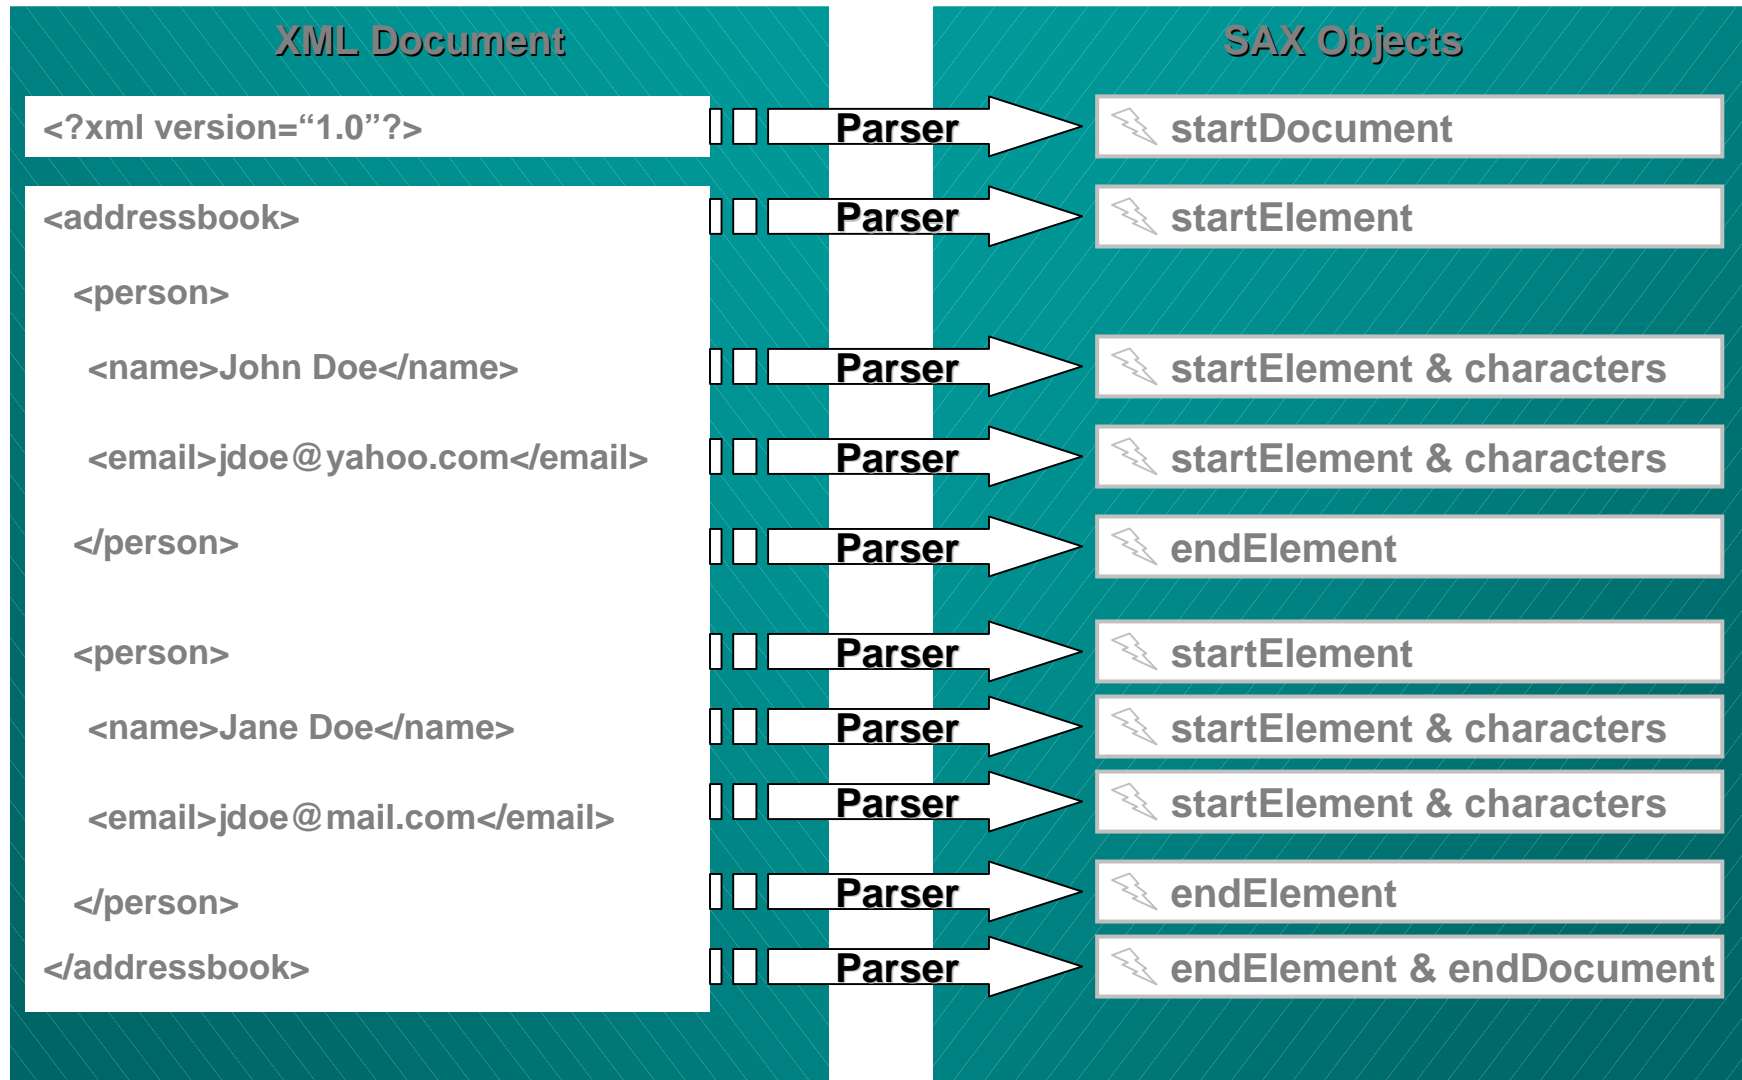 XML Document
SAX Objects
<?xml version=“1.0”?>
Parser
startDocument
<addressbook>
Parser
startElement
<person>
<name>John Doe</name>
Parser
startElement & characters
<email>jdoe@yahoo.com</email>
Parser
startElement & characters
</person>
Parser
endElement
<person>
Parser
startElement
<name>Jane Doe</name>
Parser
startElement & characters
<email>jdoe@mail.com</email>
Parser
startElement & characters
</person>
Parser
endElement
</addressbook>
Parser
endElement & endDocument